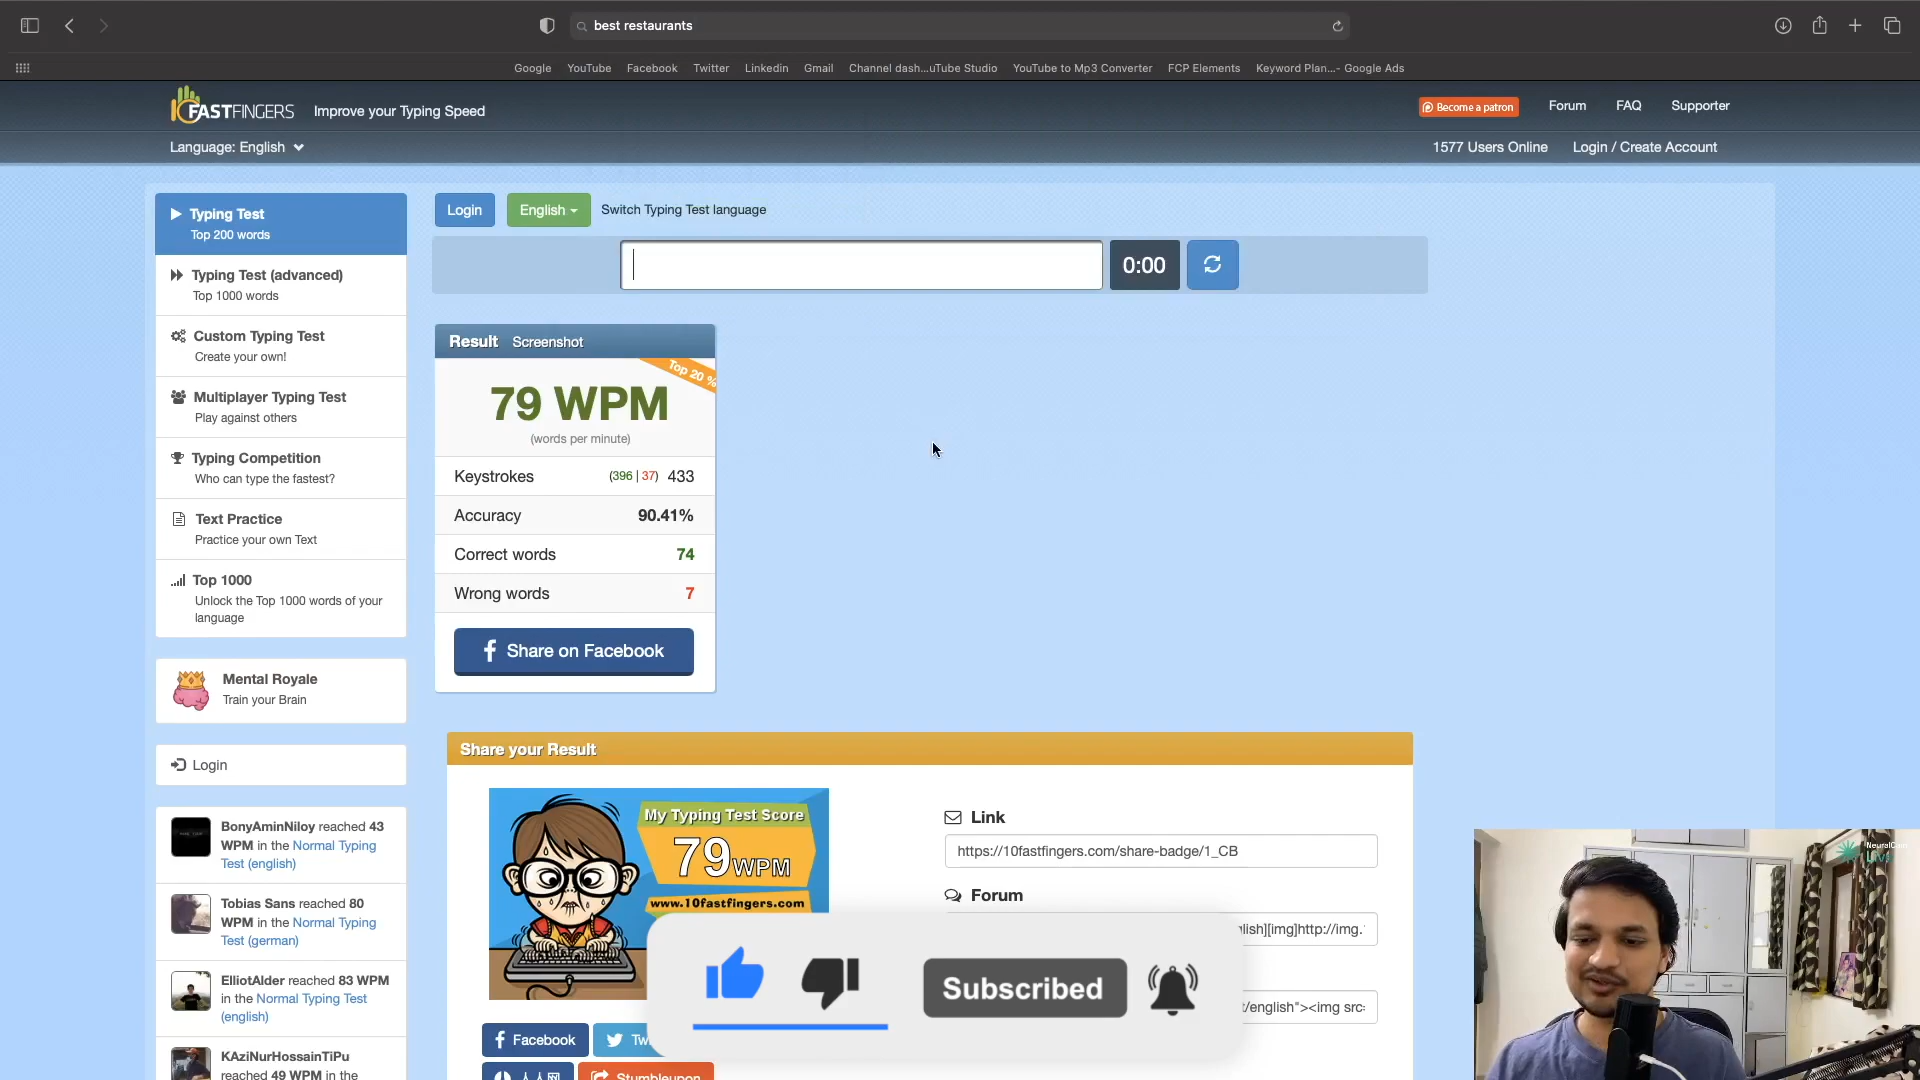 best restaurants
Google YouTube Facebook Twitter Linkedin Gmail Channel dash...uTube Studio YouTube to Mp3 Converter FCP Elements Keyword Plan...- Google Ads
10FASTFINGERS Improve your Typing Speed
Become a patron Forum FAQ Supporter
Language: English
1577 Users Online Login / Create Account
Typing Test
Top 200 words
Typing Test (advanced)
Top 1000 words
Custom Typing Test
Create your own!
Multiplayer Typing Test
Play against others
Typing Competition
Who can type the fastest?
Text Practice
Practice your own Text
Top 1000
Unlock the Top 1000 words of your
language
Mental Royale
Train your Brain
Login
BonyAminNiloy reached 43
WPM in the Normal Typing
Test (english)
Tobias Sans reached 80
WPM in the Normal Typing
Test (german)
ElliotAlder reached 83 WPM
in the Normal Typing Test
(english)
KAziNurHossainTiPu
reached 49 WPM in the
Login English Switch Typing Test language
0:00
Result Screenshot
Top 20 %
79 WPM
(words per minute)
Keystrokes (396 | 37) 433
Accuracy 90.41%
Correct words 74
Wrong words 7
Share on Facebook
Share your Result
My Typing Test Score
79 WPM
www.10fastfingers.com
Link
https://10fastfingers.com/share-badge/1_CB
Forum
glish][img]http://img.
t/english"><img src:
Facebook Tw
人人网 Stumbleupon
Subscribed